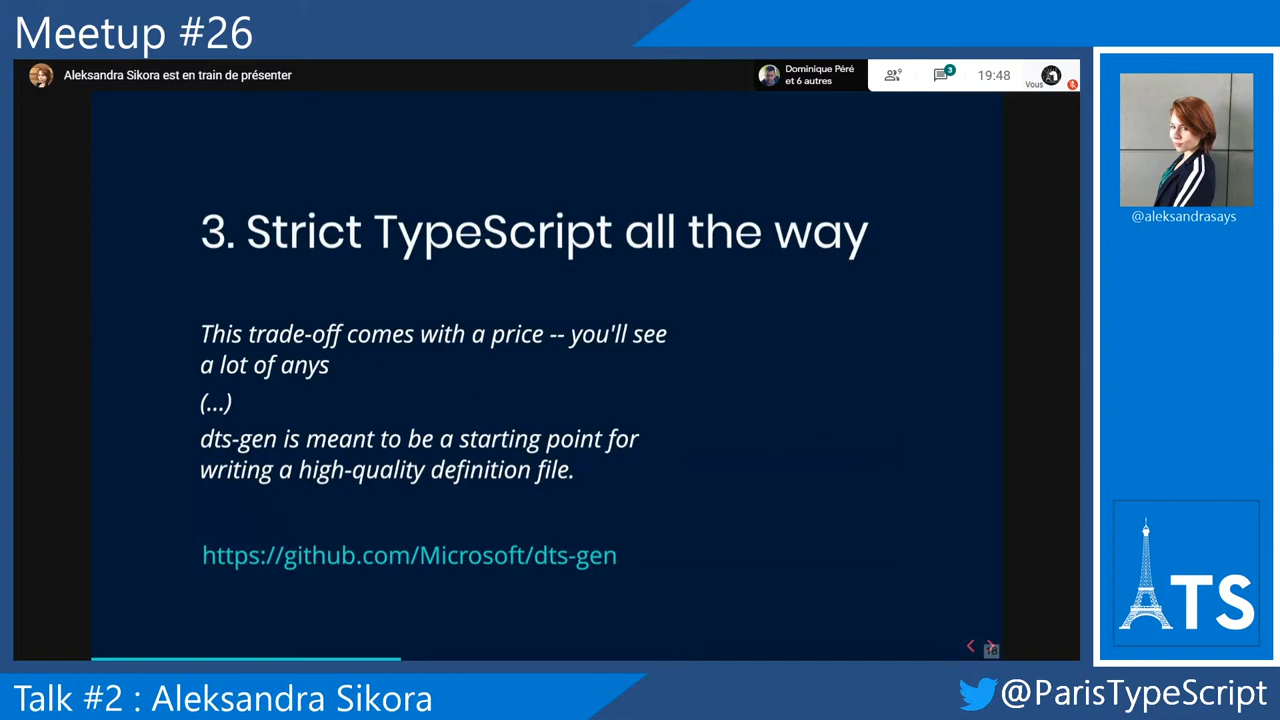 Meetup #26
Aleksandra Sikora est en train de présenter
Dominique Péré
et 6 autres
9
3
19:48
Vous
3. Strict TypeScript all the way
This trade-off comes with a price -- you'll see
a lot of anys
(...)
dts-gen is meant to be a starting point for
writing a high-quality definition file.
https://github.com/Microsoft/dts-gen
18
@aleksandrasays
TS
Talk #2 : Aleksandra Sikora
@ParisTypeScript